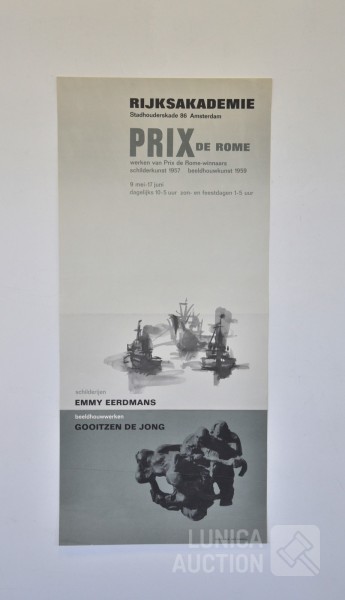 RIJKSAKADEMIE
Stadhouderskade 86 Amsterdam
PRIX DE ROME
werken van Prix de Rome-winnaars
schilderkunst 1957 beeldhouwkunst 1959
9 mei-17 juni
dagelijks 10-5 uur zon- en feestdagen 1-5 uur
schilderijen
EMMY EERDMANS
beeldhouwwerken
GOOITZEN DE JONG
LUNICA
AUCTION